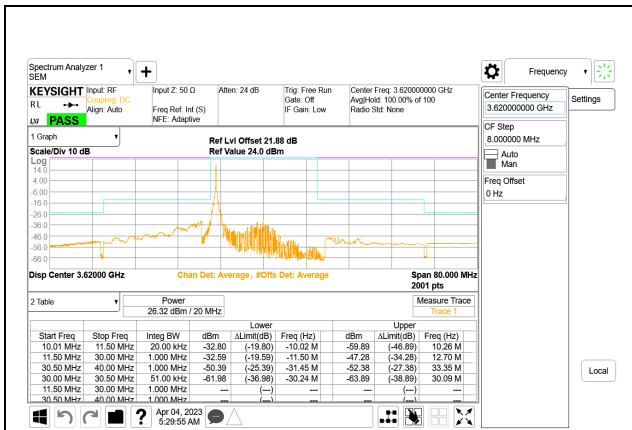 Spectrum Analyzer 1
SEM
+
Frequency
KEYSIGHT
Input: RF
Input Z: 50 Ω
Atten: 24 dB
Trig: Free Run
Center Freq: 3.620000000 GHz
RL
Coupling: DC
Gate: Off
Avg|Hold: 100.00% of 100
Align: Auto
Freq Ref: Int (S)
IF Gain: Low
Radio Std: None
LXI
PASS
NFE: Adaptive
Center Frequency
3.620000000 GHz
Settings
CF Step
8.000000 MHz
Auto
Man
Freq Offset
0 Hz
1 Graph
Ref Lvl Offset 21.88 dB
Scale/Div 10 dB
Ref Value 24.0 dBm
Log
14.0
4.00
-6.00
-16.0
-26.0
-36.0
-46.0
-56.0
-66.0
Disp Center 3.62000 GHz
Chan Det: Average, #Offs Det: Average
Span 80.000 MHz
2001 pts
2 Table
Power
26.32 dBm / 20 MHz
Measure Trace
Trace 1
Lower Upper
Start Freq Stop Freq Integ BW dBm ΔLimit(dB) Freq (Hz) dBm ΔLimit(dB) Freq (Hz)
10.01 MHz 11.50 MHz 20.00 kHz -32.80 (-19.80) -10.02 M -59.89 (-46.89) 10.26 M
11.50 MHz 30.00 MHz 1.000 MHz -32.59 (-19.59) -11.50 M -47.28 (-34.28) 12.70 M
30.50 MHz 40.00 MHz 1.000 MHz -50.39 (-25.39) -31.45 M -52.38 (-27.38) 33.35 M
30.00 MHz 30.50 MHz 51.00 kHz -61.98 (-36.98) -30.24 M -63.89 (-38.89) 30.09 M
11.50 MHz 30.00 MHz 1.000 MHz --- (---) --- --- (---) ---
30.50 MHz 40.00 MHz 1.000 MHz --- (---) --- --- (---) ---
Local
?
Apr 04, 2023
5:29:55 AM